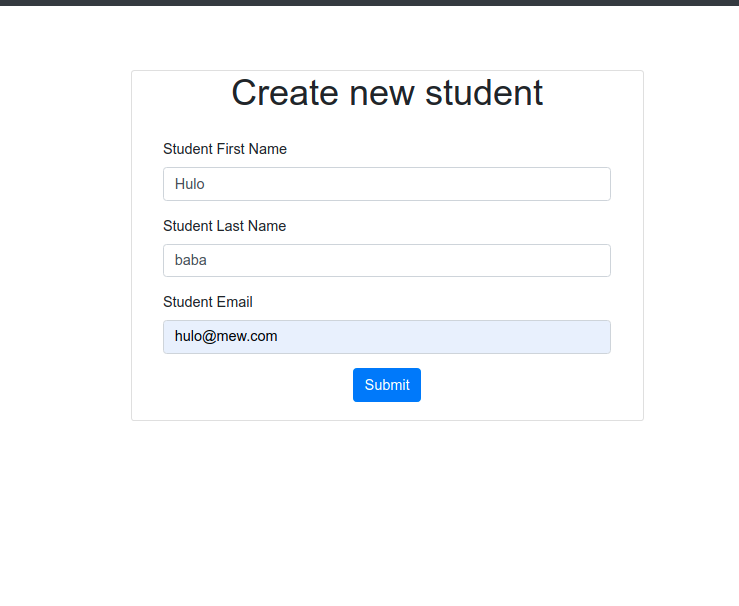 Create new student
Student First Name
Hulo
Student Last Name
baba
Student Email
hulo@mew.com
Submit